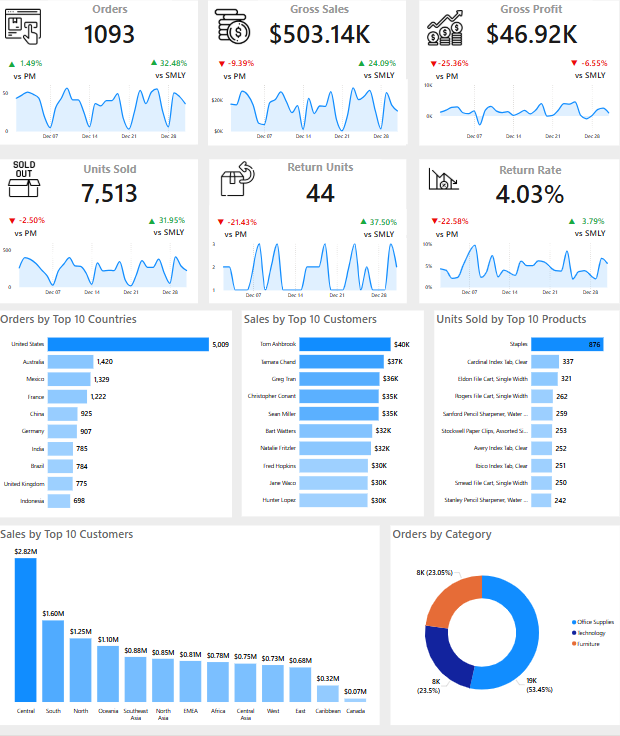 Orders
1093
▲ 1.49%
vs PM
▲ 32.48%
vs SMLY
50
0
Dec 07 Dec 14 Dec 21 Dec 28
Gross Sales
$503.14K
▼ -9.39%
vs PM
▲ 24.09%
vs SMLY
$20K
$0K
Dec 07 Dec 14 Dec 21 Dec 28
Gross Profit
$46.92K
▼ -25.36%
vs PM
▼ -6.55%
vs SMLY
10K
0K
Dec 07 Dec 14 Dec 21 Dec 28
SOLD
OUT
Units Sold
7,513
▼ -2.50%
vs PM
▲ 31.95%
vs SMLY
500
0
Dec 07 Dec 14 Dec 21 Dec 28
Return Units
44
▼ -21.43%
vs PM
▲ 37.50%
vs SMLY
3
2
1
Dec 07 Dec 14 Dec 21 Dec 28
Return Rate
4.03%
▼ -22.58%
vs PM
▲ 3.79%
vs SMLY
10%
5%
0%
Dec 07 Dec 14 Dec 21 Dec 28
Orders by Top 10 Countries
United States 5,009
Australia 1,420
Mexico 1,329
France 1,222
China 925
Germany 907
India 785
Brazil 784
United Kingdom 775
Indonesia 698
Sales by Top 10 Customers
Tom Ashbrook $40K
Tamara Chand $37K
Greg Tran $36K
Christopher Conant $35K
Sean Miller $35K
Bart Watters $32K
Natalie Fritzler $32K
Fred Hopkins $30K
Jane Waco $30K
Hunter Lopez $30K
Units Sold by Top 10 Products
Staples 876
Cardinal Index Tab, Clear 337
Eldon File Cart, Single Width 321
Rogers File Cart, Single Width 262
Sanford Pencil Sharpener, Water ... 259
Stockwell Paper Clips, Assorted Si... 253
Avery Index Tab, Clear 252
Ibico Index Tab, Clear 251
Smead File Cart, Single Width 250
Stanley Pencil Sharpener, Water ... 242
Sales by Top 10 Customers
$2.82M
$1.60M
$1.25M
$1.10M
$0.88M
$0.85M
$0.81M
$0.78M
$0.75M
$0.73M
$0.68M
$0.32M
$0.07M
Central South North Oceania Southeast Asia North Asia EMEA Africa Central Asia West East Caribbean Canada
Orders by Category
8K (23.05%)
8K
(23.5%)
19K
(53.45%)
Office Supplies
Technology
Furniture